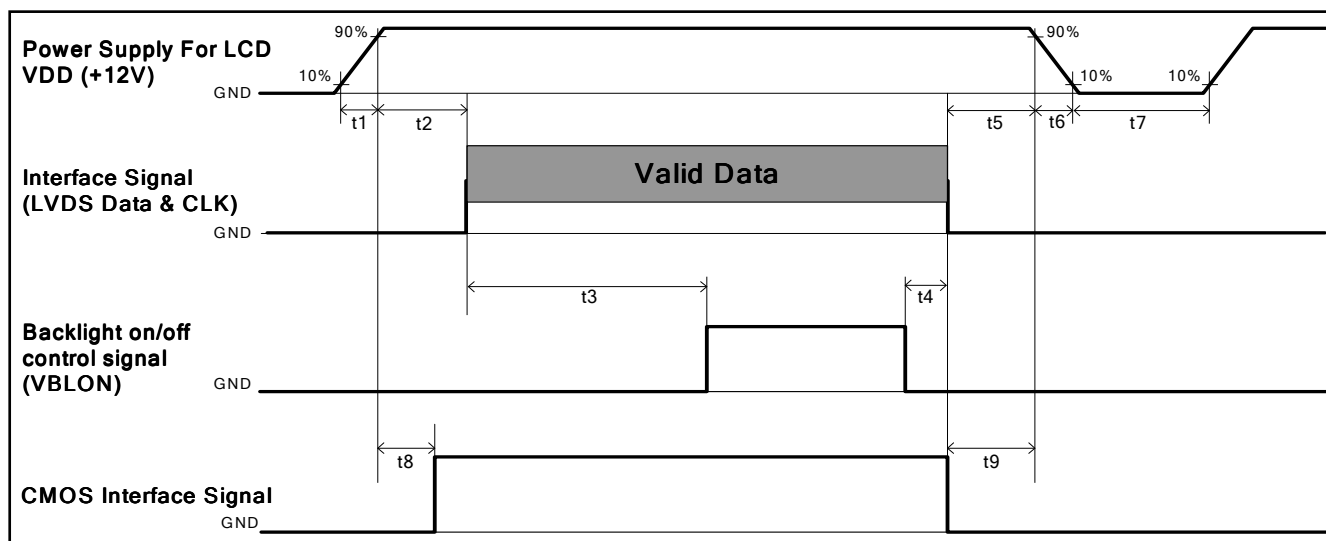 Power Supply For LCD
VDD (+12V)
90%
10%
GND
t1
t2
t5
t6
t7
90%
10%
10%
Interface Signal
(LVDS Data & CLK)
Valid Data
GND
t3
t4
Backlight on/off
control signal
(VBLON)
GND
t8
t9
CMOS Interface Signal
GND